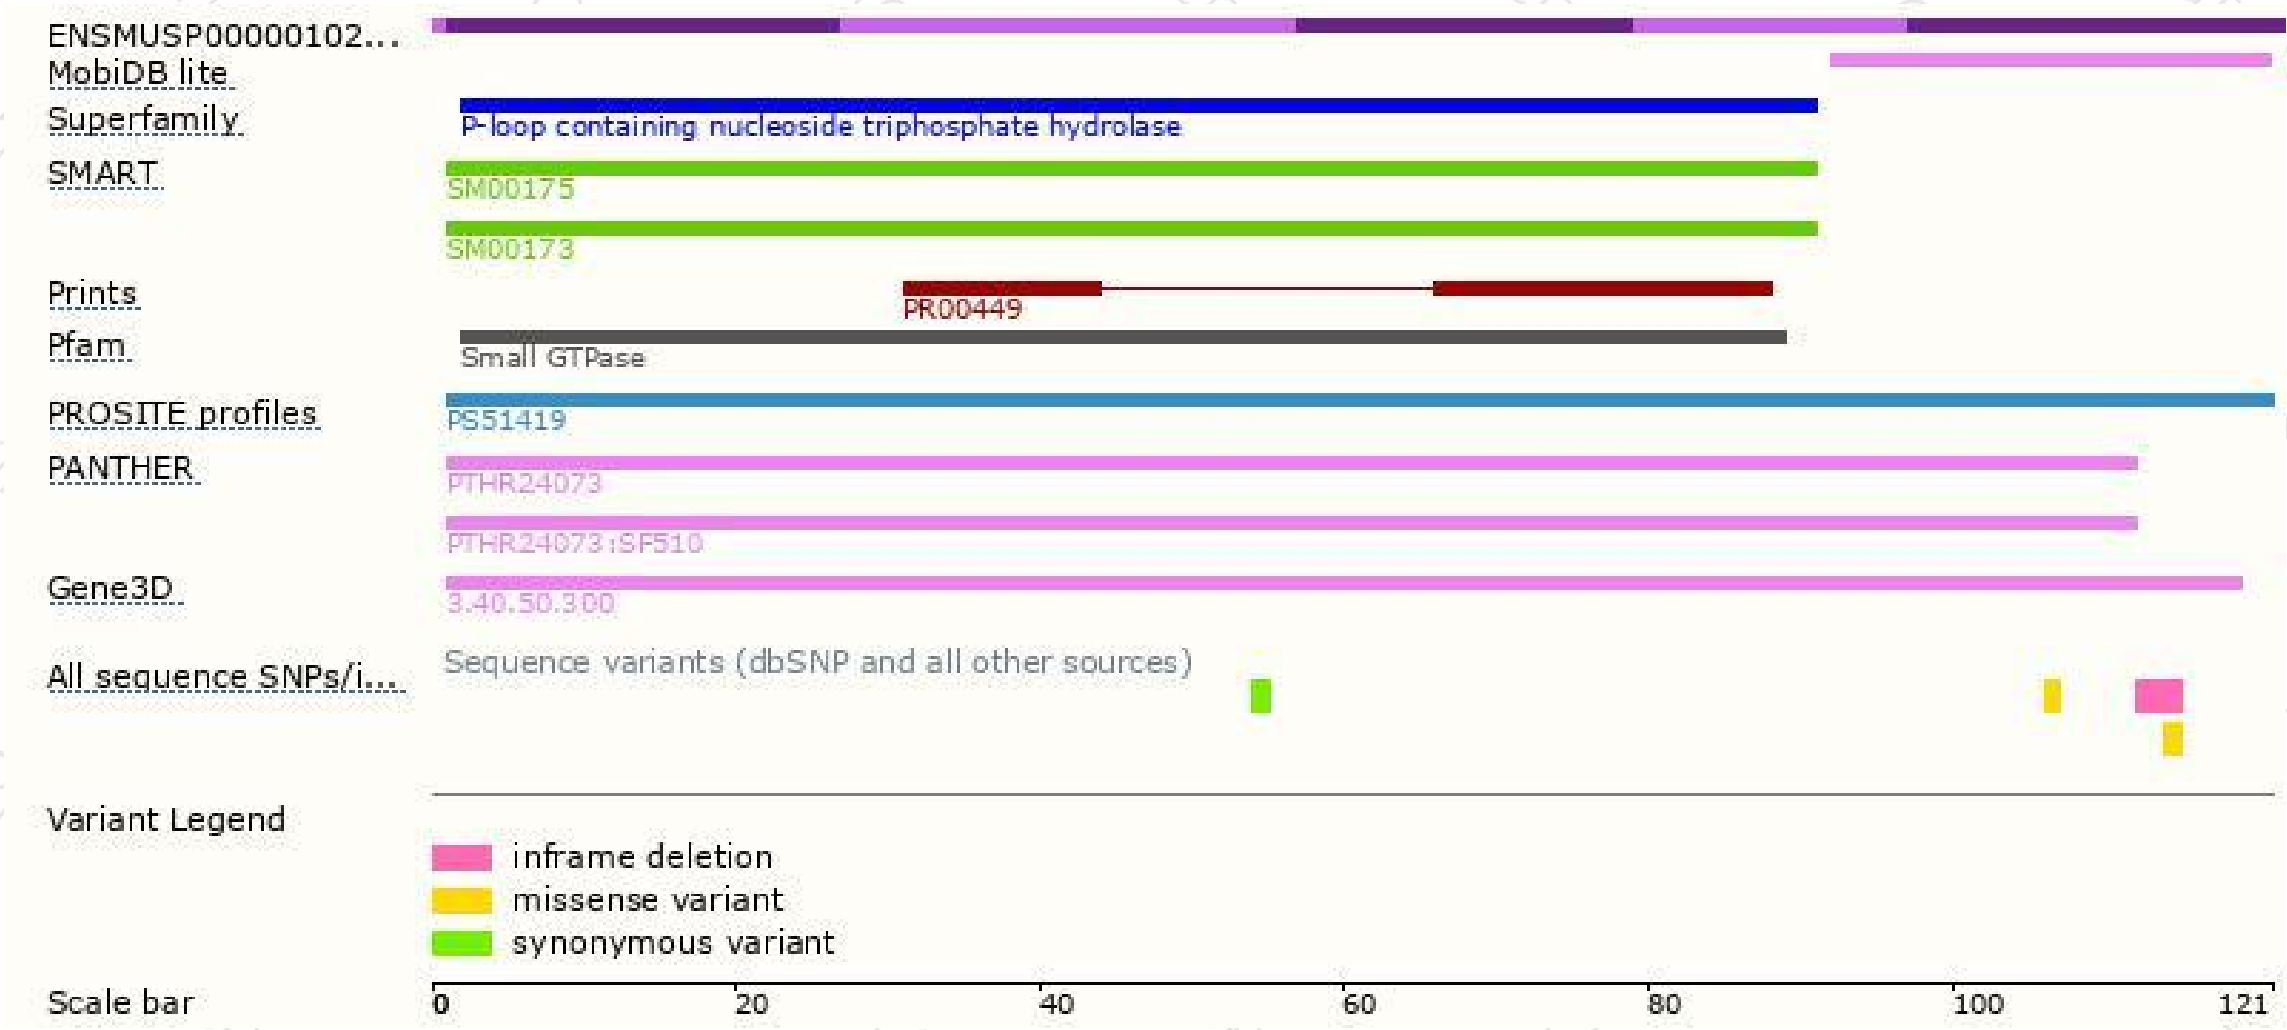 ENSMUSP00000102...
MobiDB lite
Superfamily
P-loop containing nucleoside triphosphate hydrolase
SMART
SM00175
SM00173
Prints
PR00449
Pfam
Small GTPase
PROSITE profiles
PS51419
PANTHER
PTHR24073
PTHR24073:SF510
Gene3D
3.40.50.300
All sequence SNPs/i...
Sequence variants (dbSNP and all other sources)
Variant Legend
inframe deletion
missense variant
synonymous variant
Scale bar
0 20 40 60 80 100 121